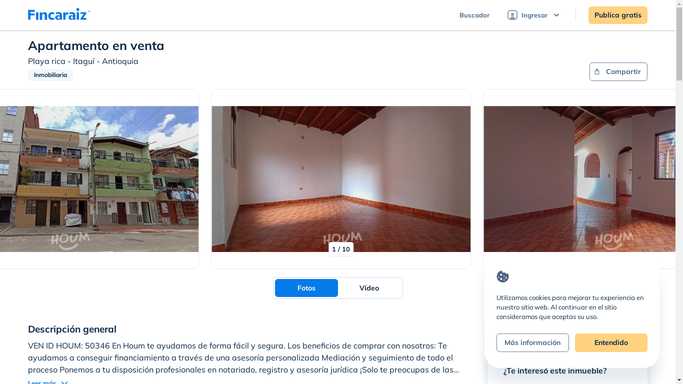 Fincaraiz
Buscador
Ingresar
Publica gratis
Apartamento en venta
Playa rica - Itaguí - Antioquia
Inmobiliaria
Compartir
HOUM
HOUM
HOUM
1 / 10
Fotos
Video
Descripción general
VEN ID HOUM: 50346 En Houm te ayudamos de forma fácil y segura. Los beneficios de comprar con nosotros: Te
ayudamos a conseguir financiamiento a través de una asesoría personalizada Mediación y seguimiento de todo el
proceso Ponemos a tu disposición profesionales en notariado, registro y asesoría jurídica ¡Solo te preocupas de las...
Leer más
Utilizamos cookies para mejorar tu experiencia en
nuestro sitio web. Al continuar en el sitio
consideramos que aceptas su uso.
Más información
Entendido
¿Te interesó este inmueble?